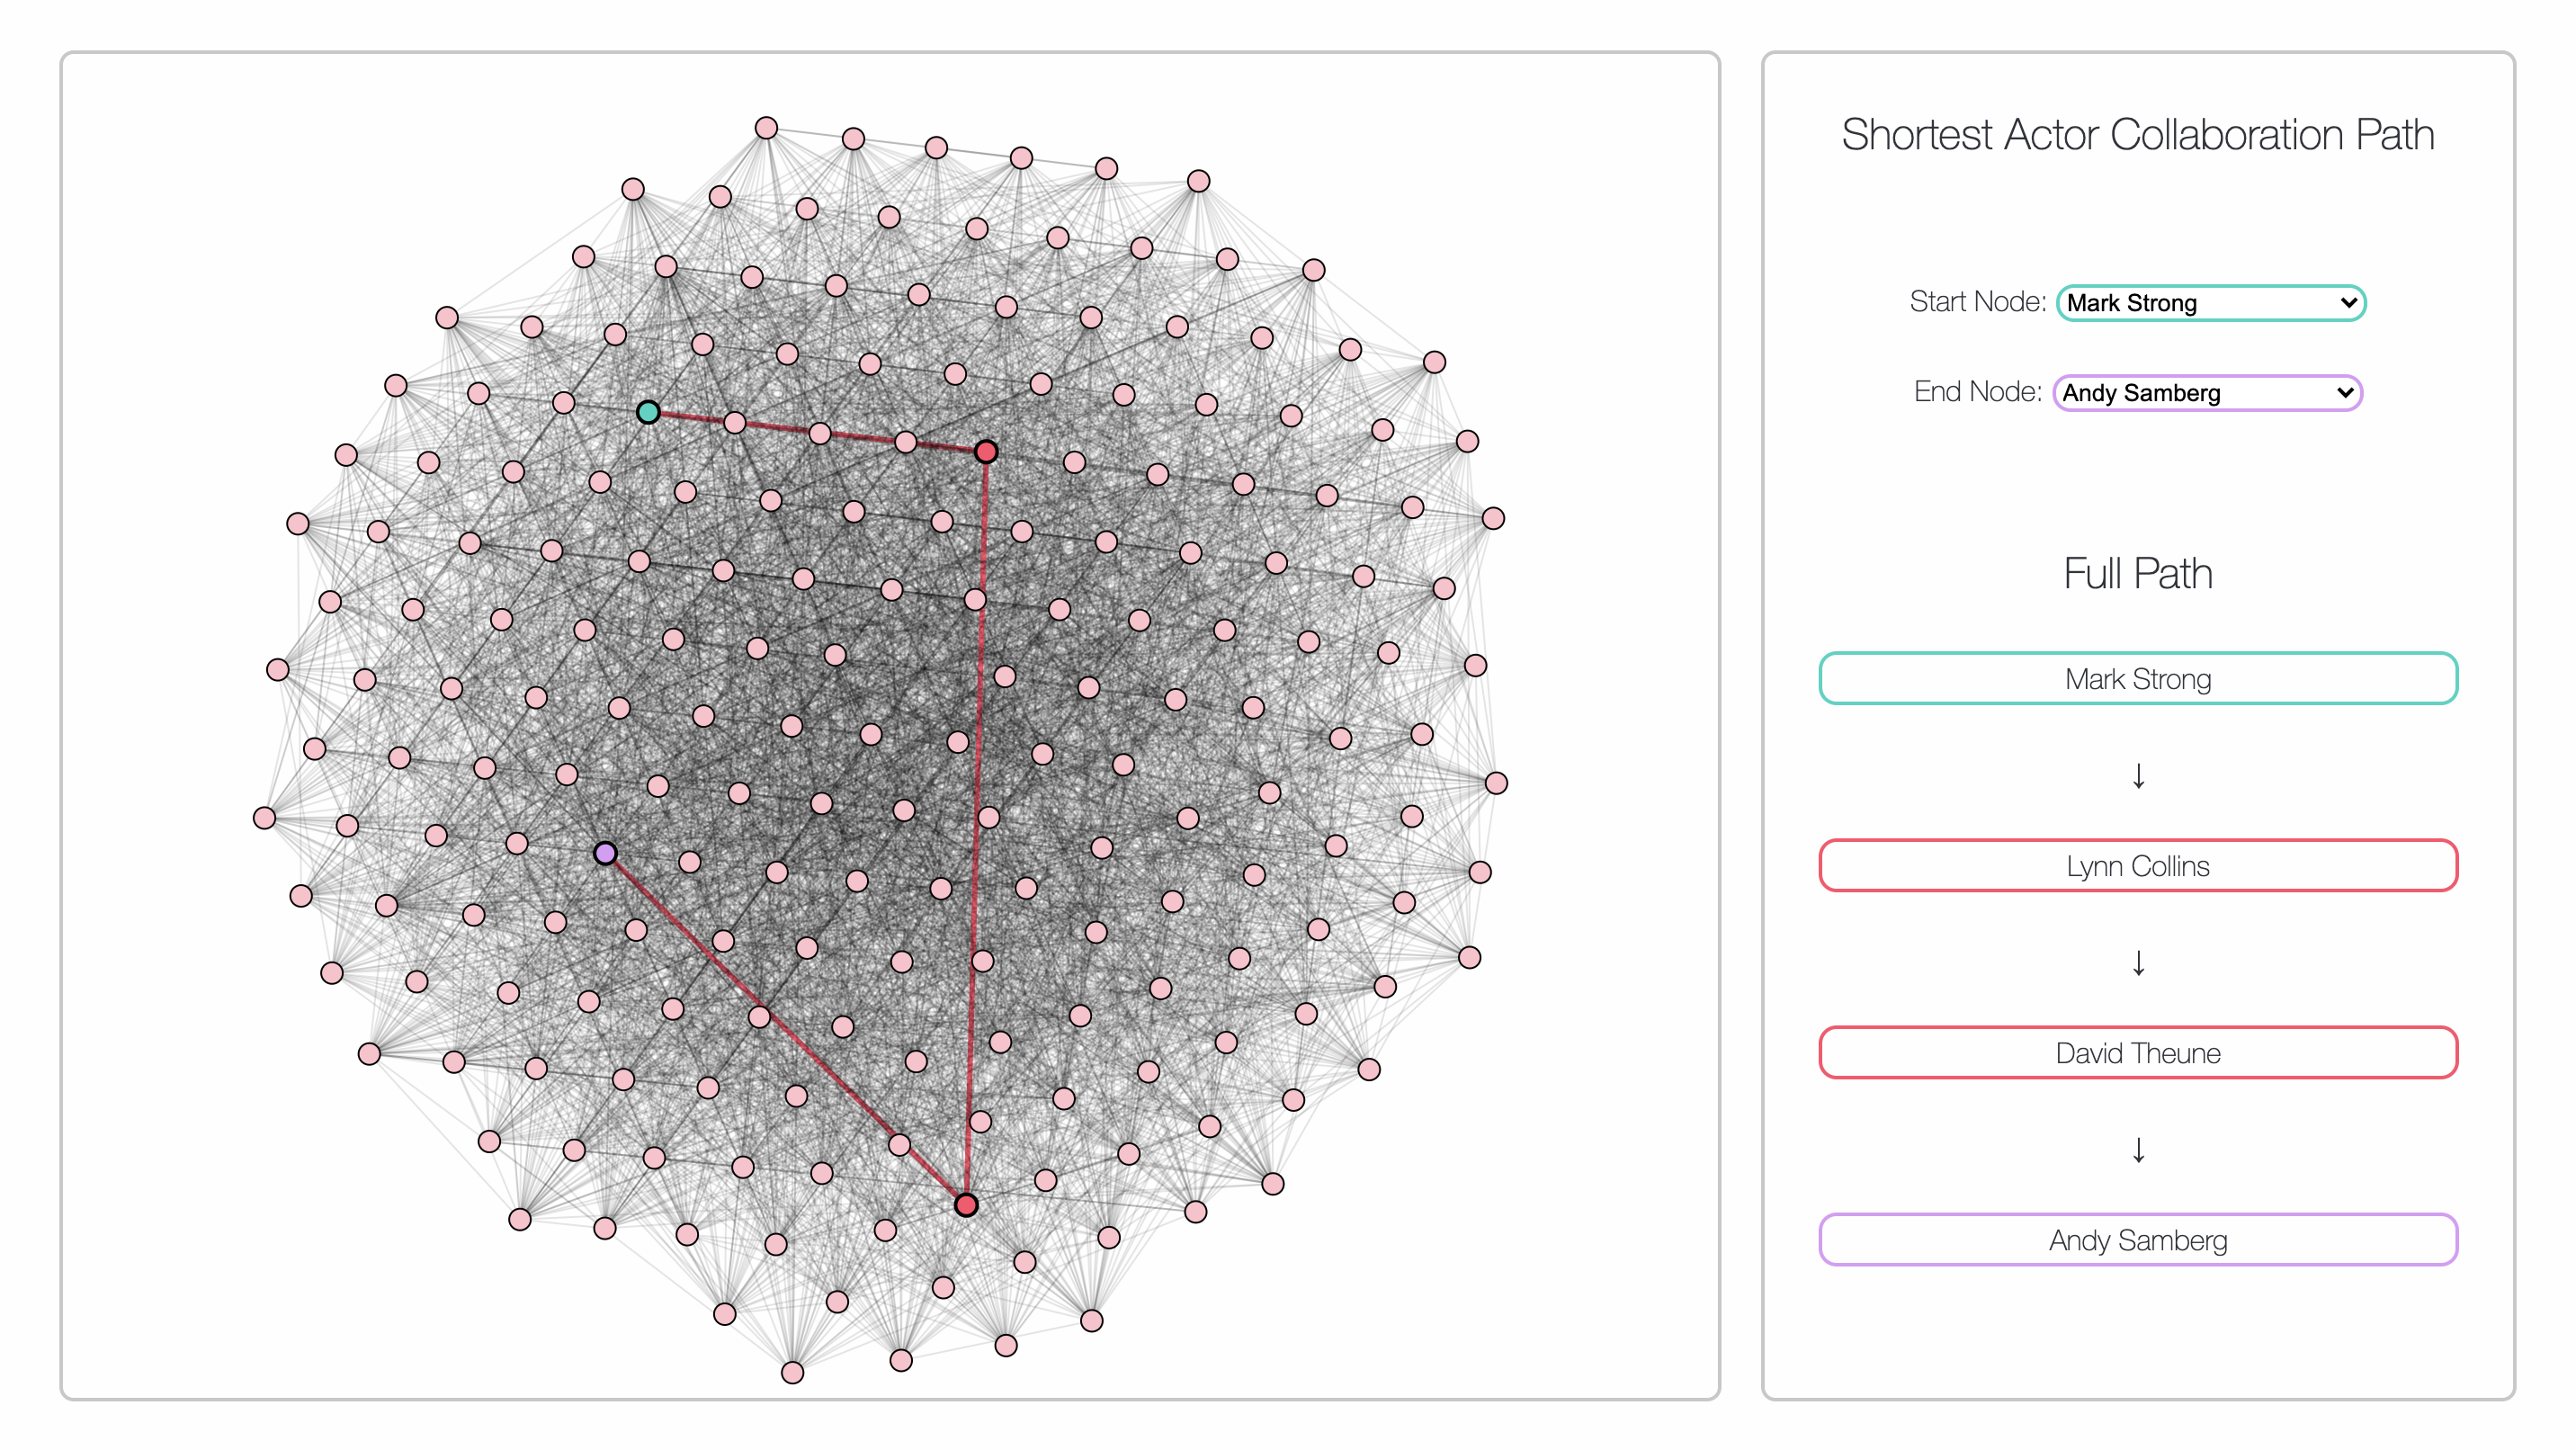 Shortest Actor Collaboration Path
Start Node: Mark Strong
End Node: Andy Samberg
Full Path
Mark Strong
↓
Lynn Collins
↓
David Theune
↓
Andy Samberg